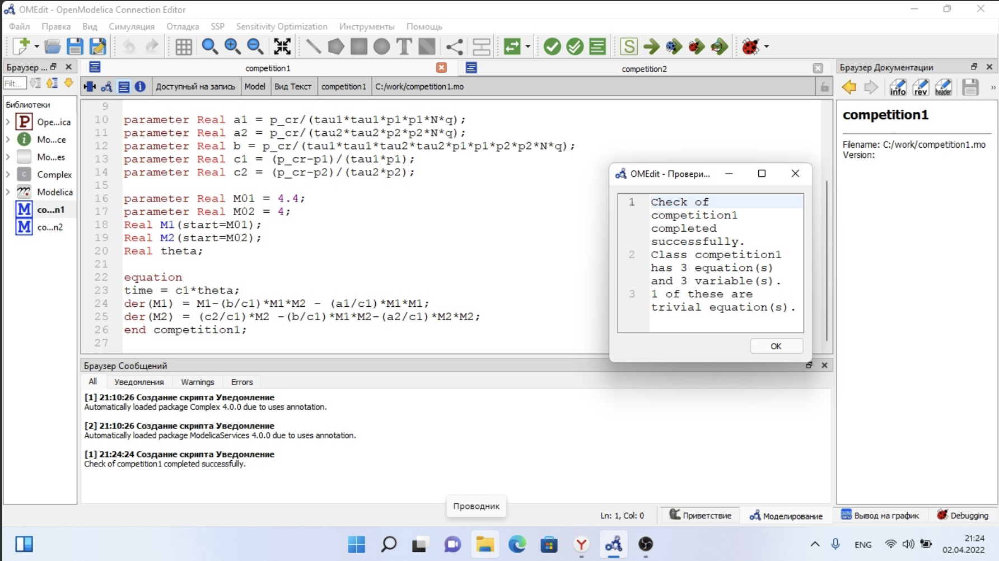 OMEdit - OpenModelica Connection Editor
Файл Правка Вид Симуляция Отладка SSP Sensitivity Optimization Инструменты Помощь
T S
Браузер ...
competition1
competition2
Браузер Документации
Filt...
Доступный на запись Model Вид Текст competition1 C:/work/competition1.mo
info rev header »
Библиотеки
P Ope...ica
i Mo...ce
Mo...es
C Complex
Modelica
M co...n1
M co...n2
9
10 parameter Real a1 = p_cr/(tau1*tau1*p1*p1*N*q);
11 parameter Real a2 = p_cr/(tau2*tau2*p2*p2*N*q);
12 parameter Real b = p_cr/(tau1*tau1*tau2*tau2*p1*p1*p2*p2*N*q);
13 parameter Real c1 = (p_cr-p1)/(tau1*p1);
14 parameter Real c2 = (p_cr-p2)/(tau2*p2);
15
16 parameter Real M01 = 4.4;
17 parameter Real M02 = 4;
18 Real M1(start=M01);
19 Real M2(start=M02);
20 Real theta;
21
22 equation
23 time = c1*theta;
24 der(M1) = M1-(b/c1)*M1*M2 - (a1/c1)*M1*M1;
25 der(M2) = (c2/c1)*M2 -(b/c1)*M1*M2-(a2/c1)*M2*M2;
26 end competition1;
27
OMEdit - Провери...
1 Check of
competition1
completed
successfully.
2 Class competition1
has 3 equation(s)
and 3 variable(s).
3 1 of these are
trivial equation(s).
OK
competition1
Filename: C:/work/competition1.mo
Version:
Браузер Сообщений
All Уведомления Warnings Errors
[1] 21:10:26 Создание скрипта Уведомление
Automatically loaded package Complex 4.0.0 due to uses annotation.
[2] 21:10:26 Создание скрипта Уведомление
Automatically loaded package ModelicaServices 4.0.0 due to uses annotation.
[1] 21:24:24 Создание скрипта Уведомление
Check of competition1 completed successfully.
Проводник
Ln: 1, Col: 0 Приветствие Моделирование Вывод на график Debugging
ENG
21:24
02.04.2022